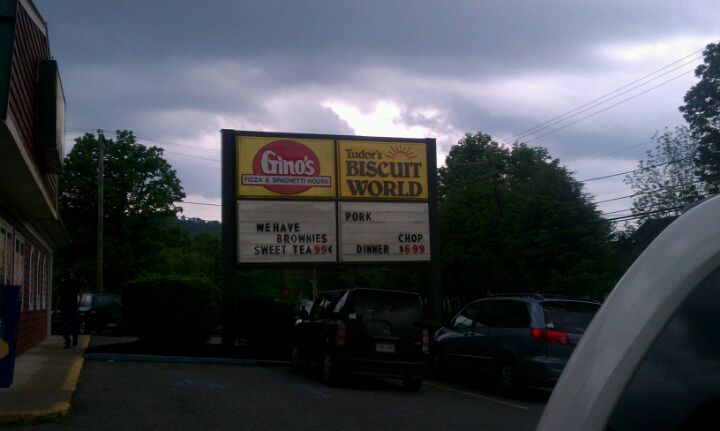 Gino's
PIZZA & SPAGHETTI HOUSE
Tudor's
BISCUIT
WORLD
WE HAVE
BROWNIES
SWEET TEA 99¢
PORK
CHOP
DINNER $6.99